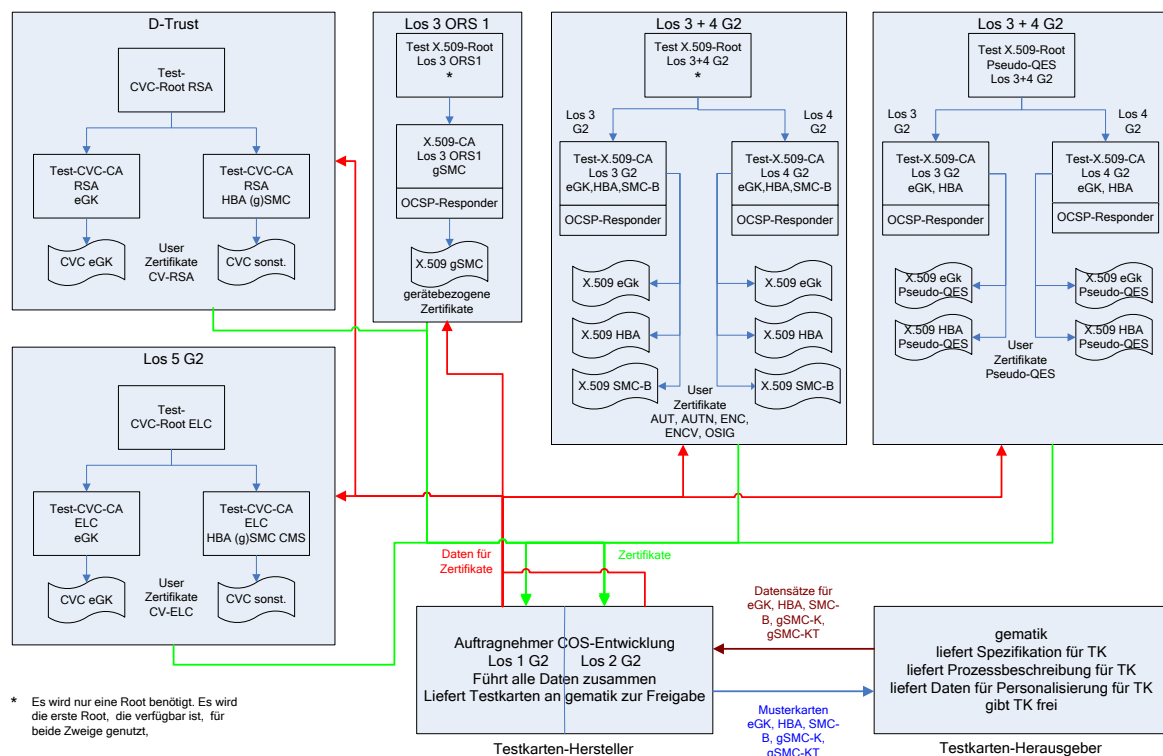 D-Trust
Test-
CVC-Root RSA
Test-CVC-CA
RSA
eGK
Test-CVC-CA
RSA
HBA (g)SMC
CVC eGK
User
Zertifikate
CV-RSA
CVC sonst.
Los 3 ORS 1
Test X.509-Root
Los 3 ORS1
*
X.509-CA
Los 3 ORS1
gSMC
OCSP-Responder
X.509 gSMC
gerätebezogene
Zertifikate
Los 3 + 4 G2
Test X.509-Root
Los 3+4 G2
*
Los 3
G2
Los 4
G2
Test-X.509-CA
Los 3 G2
eGK,HBA,SMC-B
OCSP-Responder
Test-X.509-CA
Los 4 G2
eGK,HBA,SMC-B
OCSP-Responder
X.509 eGk
X.509 eGk
X.509 HBA
X.509 HBA
X.509 SMC-B
X.509 SMC-B
User
Zertifikate
AUT, AUTN, ENC,
ENCV, OSIG
Los 3 + 4 G2
Test X.509-Root
Pseudo-QES
Los 3+4 G2
Los 3
G2
Los 4
G2
Test-X.509-CA
Los 3 G2
eGK, HBA
OCSP-Responder
Test-X.509-CA
Los 4 G2
eGK, HBA
OCSP-Responder
X.509 eGk
Pseudo-QES
X.509 eGk
Pseudo-QES
X.509 HBA
Pseudo-QES
X.509 HBA
Pseudo-QES
User
Zertifikate
Pseudo-QES
Los 5 G2
Test-
CVC-Root ELC
Test-CVC-CA
ELC
eGK
Test-CVC-CA
ELC
HBA (g)SMC CMS
CVC eGK
User
Zertifikate
CV-ELC
CVC sonst.
Daten für
Zertifikate
Zertifikate
Datensätze für
eGK, HBA, SMC-
B, gSMC-K,
gSMC-KT
Auftragnehmer COS-Entwicklung
Los 1 G2 Los 2 G2
Führt alle Daten zusammen
Liefert Testkarten an gematik zur Freigabe
Testkarten-Hersteller
Musterkarten
eGK, HBA, SMC-
B, gSMC-K,
gSMC-KT
gematik
liefert Spezifikation für TK
liefert Prozessbeschreibung für TK
liefert Daten für Personalisierung für TK
gibt TK frei
Testkarten-Herausgeber
* Es wird nur eine Root benötigt. Es wird
die erste Root, die verfügbar ist, für
beide Zweige genutzt,